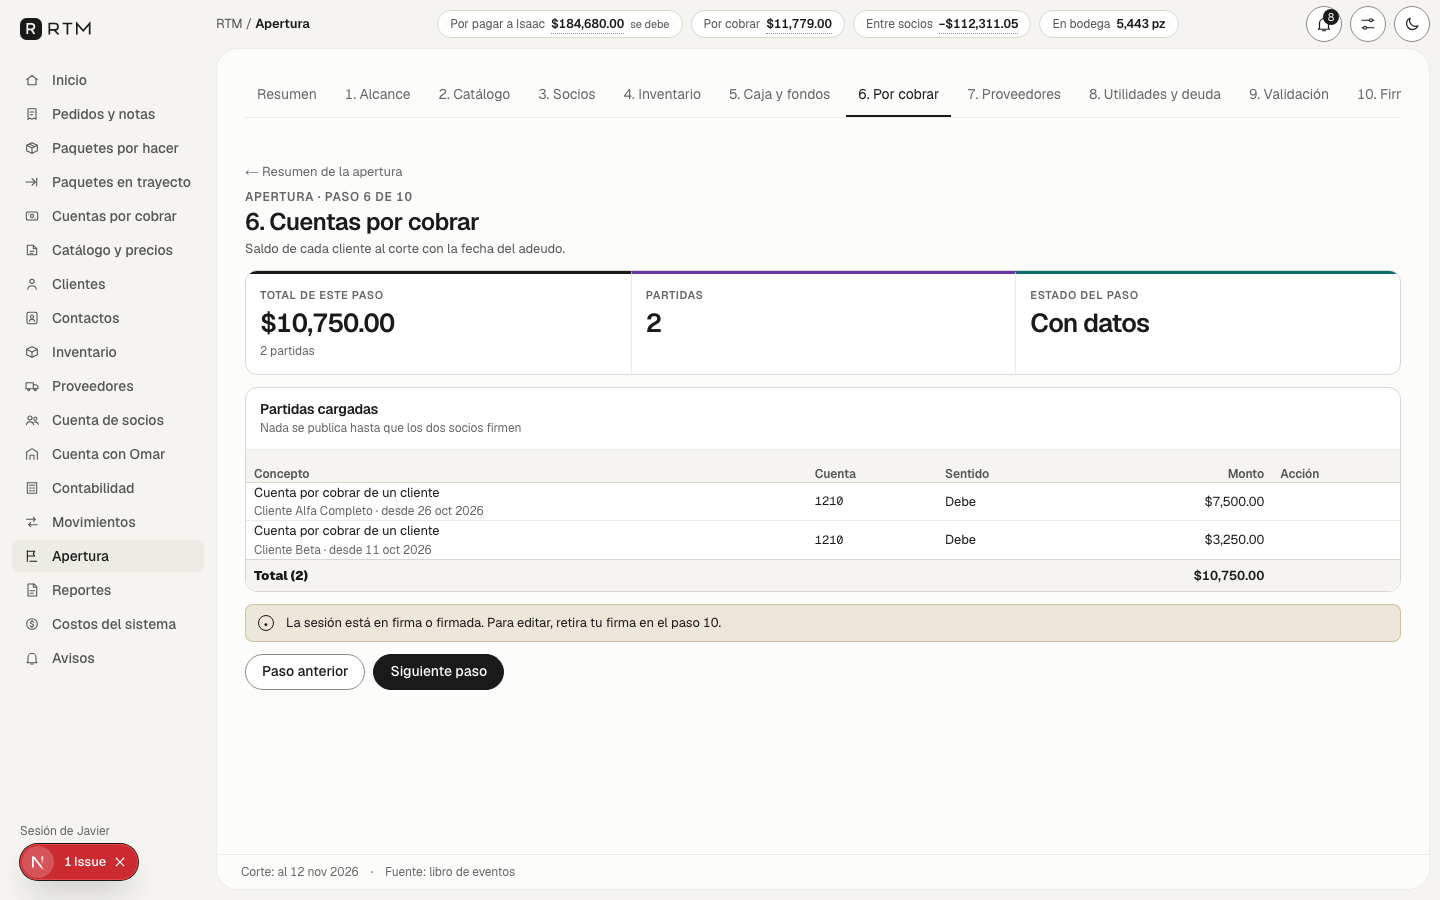 RTM
RTM / Apertura
Por pagar a Isaac $184,680.00 se debe
Por cobrar $11,779.00
Entre socios −$112,311.05
En bodega 5,443 pz
8
Inicio
Pedidos y notas
Paquetes por hacer
Paquetes en trayecto
Cuentas por cobrar
Catálogo y precios
Clientes
Contactos
Inventario
Proveedores
Cuenta de socios
Cuenta con Omar
Contabilidad
Movimientos
Apertura
Reportes
Costos del sistema
Avisos
Sesión de Javier
1 Issue
Resumen
1. Alcance
2. Catálogo
3. Socios
4. Inventario
5. Caja y fondos
6. Por cobrar
7. Proveedores
8. Utilidades y deuda
9. Validación
10. Firr
← Resumen de la apertura
APERTURA · PASO 6 DE 10
6. Cuentas por cobrar
Saldo de cada cliente al corte con la fecha del adeudo.
TOTAL DE ESTE PASO
$10,750.00
2 partidas
PARTIDAS
2
ESTADO DEL PASO
Con datos
Partidas cargadas
Nada se publica hasta que los dos socios firmen
Concepto Cuenta Sentido Monto Acción
Cuenta por cobrar de un cliente 1210 Debe $7,500.00
Cliente Alfa Completo · desde 26 oct 2026
Cuenta por cobrar de un cliente 1210 Debe $3,250.00
Cliente Beta · desde 11 oct 2026
Total (2) $10,750.00
La sesión está en firma o firmada. Para editar, retira tu firma en el paso 10.
Paso anterior
Siguiente paso
Corte: al 12 nov 2026 · Fuente: libro de eventos